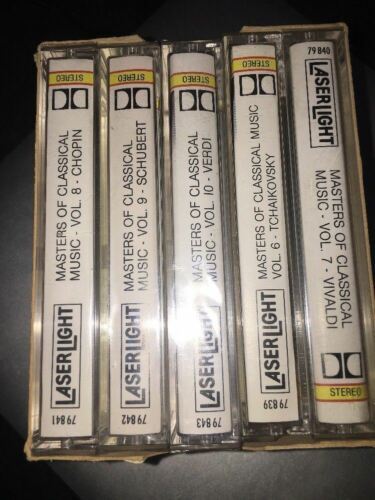 STEREO
MASTERS OF CLASSICAL
MUSIC - VOL. 8 - CHOPIN
LASERLIGHT
79 841
STEREO
MASTERS OF CLASSICAL
MUSIC - VOL. 9 - SCHUBERT
LASERLIGHT
79 842
STEREO
MASTERS OF CLASSICAL
MUSIC - VOL. 10 - VERDI
LASERLIGHT
79 843
STEREO
MASTERS OF CLASSICAL MUSIC
VOL. 6 - TCHAIKOVSKY
LASERLIGHT
79 839
79 840
LASERLIGHT
MASTERS OF CLASSICAL
MUSIC - VOL. 7 - VIVALDI
STEREO